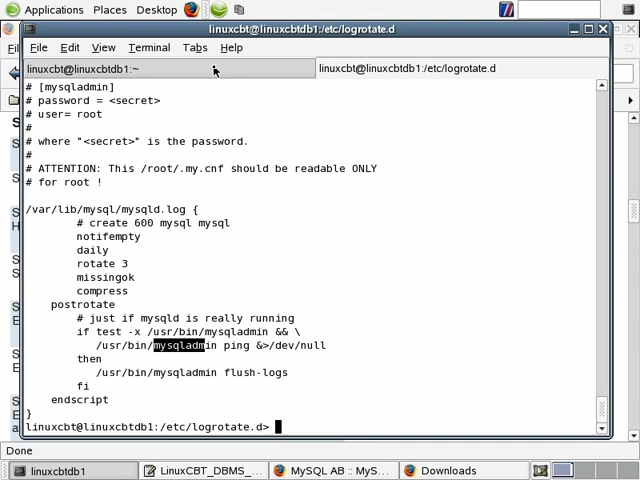 Applications Places Desktop
linuxcbt@linuxcbtdb1:/etc/logrotate.d
File Edit View Terminal Tabs Help
linuxcbt@linuxcbtdb1:~ linuxcbt@linuxcbtdb1:/etc/logrotate.d
# [mysqladmin]
# password = <secret>
# user= root
#
# where "<secret>" is the password.
#
# ATTENTION: This /root/.my.cnf should be readable ONLY
# for root !
/var/lib/mysql/mysqld.log {
# create 600 mysql mysql
notifempty
daily
rotate 3
missingok
compress
postrotate
# just if mysqld is really running
if test -x /usr/bin/mysqladmin && \
/usr/bin/mysqladmin ping &>/dev/null
then
/usr/bin/mysqladmin flush-logs
fi
endscript
}
linuxcbt@linuxcbtdb1:/etc/logrotate.d>
Done
linuxcbtdb1 LinuxCBT_DBMS_... MySQL AB :: MyS... Downloads